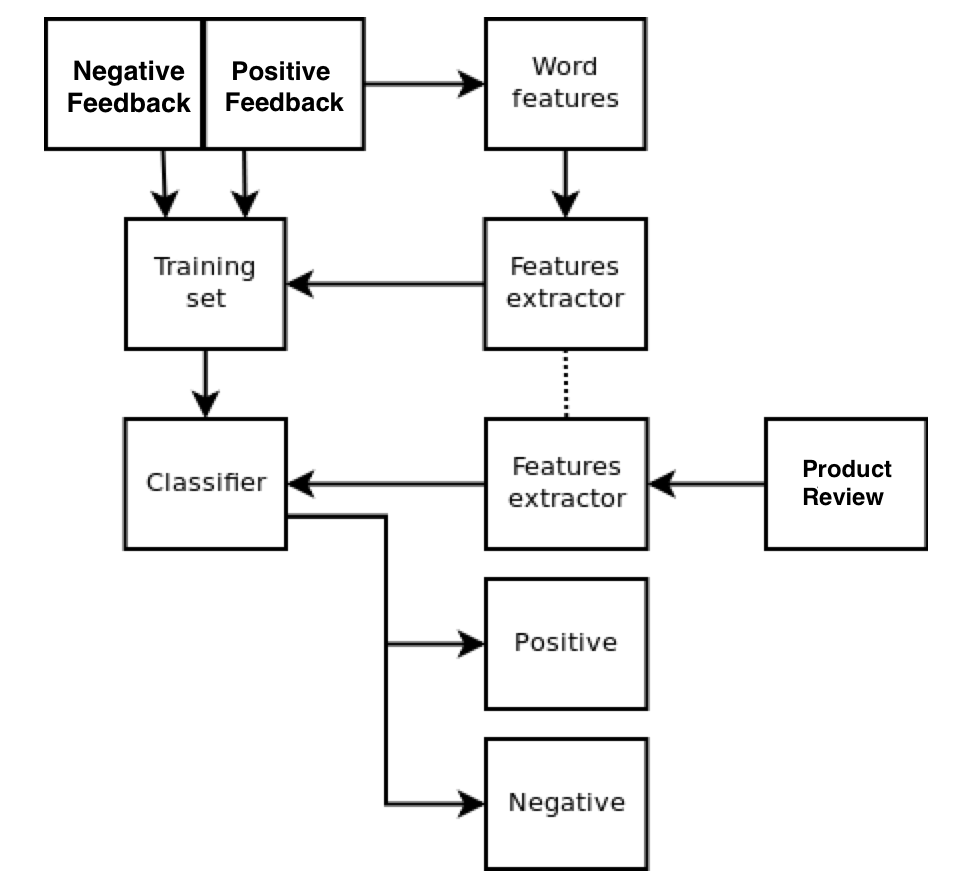 Negative
Feedback
Positive
Feedback
Word
features
Training
set
Features
extractor
Classifier
Features
extractor
Product
Review
Positive
Negative